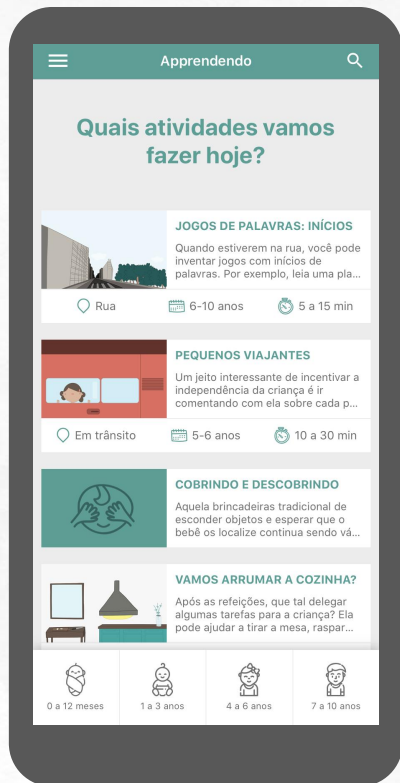 Apprendendo
Quais atividades vamos
fazer hoje?
JOGOS DE PALAVRAS: INÍCIOS
Quando estiverem na rua, você pode
inventar jogos com inícios de
palavras. Por exemplo, leia uma pla...
Rua
6-10 anos
5 a 15 min
PEQUENOS VIAJANTES
Um jeito interessante de incentivar a
independência da criança é ir
comentando com ela sobre cada p...
Em trânsito
5-6 anos
10 a 30 min
COBRINDO E DESCOBRINDO
Aquela brincadeiras tradicional de
esconder objetos e esperar que o
bebê os localize continua sendo vá...
VAMOS ARRUMAR A COZINHA?
Após as refeições, que tal delegar
algumas tarefas para a criança? Ela
pode ajudar a tirar a mesa, raspar...
0 a 12 meses
1 a 3 anos
4 a 6 anos
7 a 10 anos